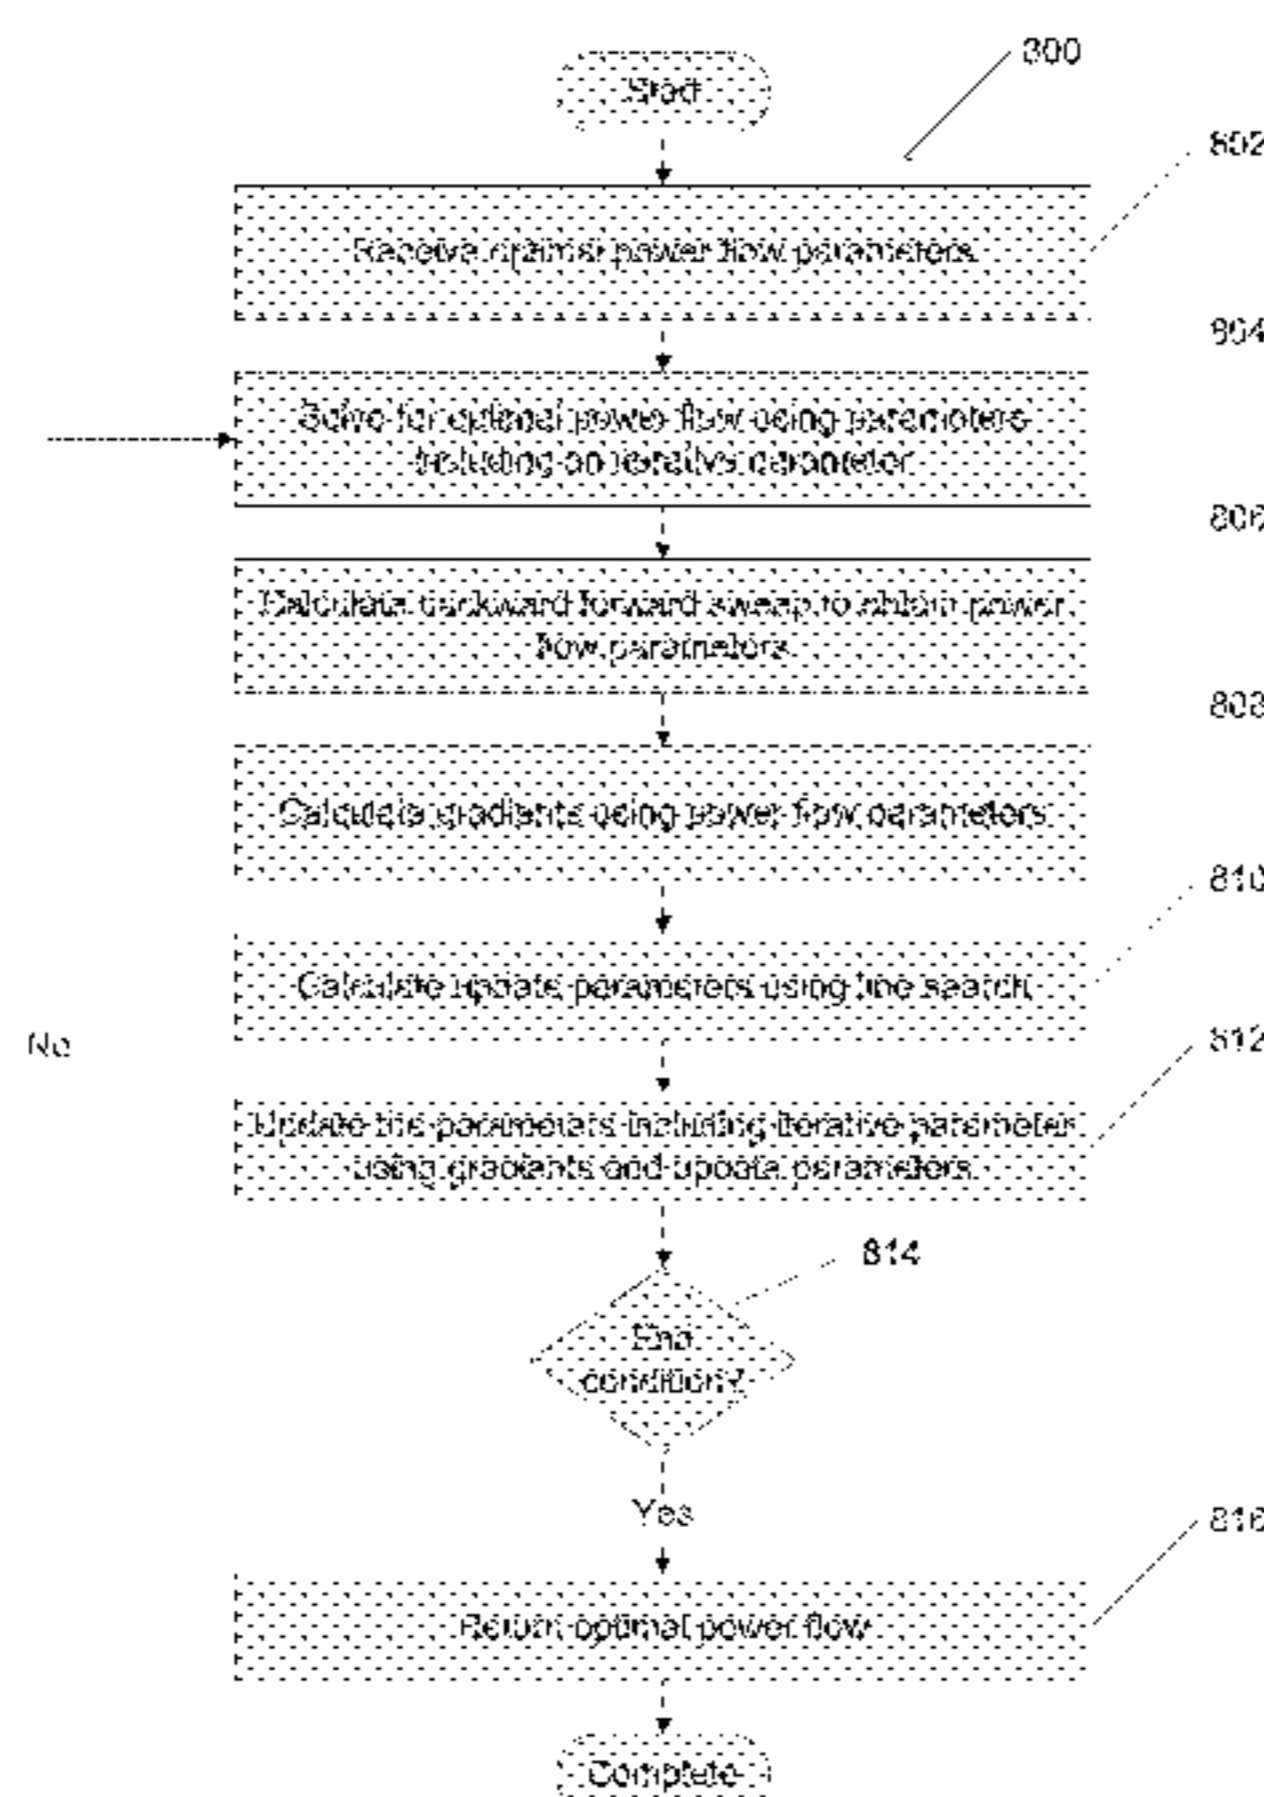 Start
800
802
Receive optimal power flow parameters
804
Solve for optimal power flow using parameters
including an iterative parameter
806
Calculate backward forward sweep to obtain power
flow parameters
808
Calculate gradients using power flow parameters
810
Calculate update parameters using line search
812
No
Update the parameters including iterative parameter
using gradients and update parameters
814
End
condition?
Yes
816
Return optimal power flow
Complete